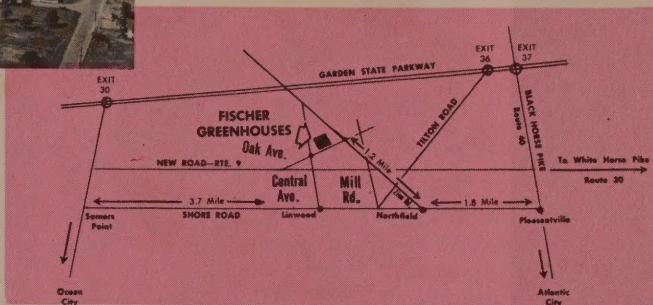 EXIT
30
GARDEN STATE PARKWAY
EXIT
36
EXIT
37
FISCHER
GREENHOUSES
Oak Ave.
TILTON ROAD
BLACK HORSE PIKE
Route 40
1.2 Mile
NEW ROAD—RTE. 9
To White Horse Pike
Route 30
Central
Ave.
Mill
Rd.
3.7 Mile
1.8 Mile
Somers
Point
SHORE ROAD
Linwood
Northfield
Pleasantville
Ocean
City
Atlantic
City